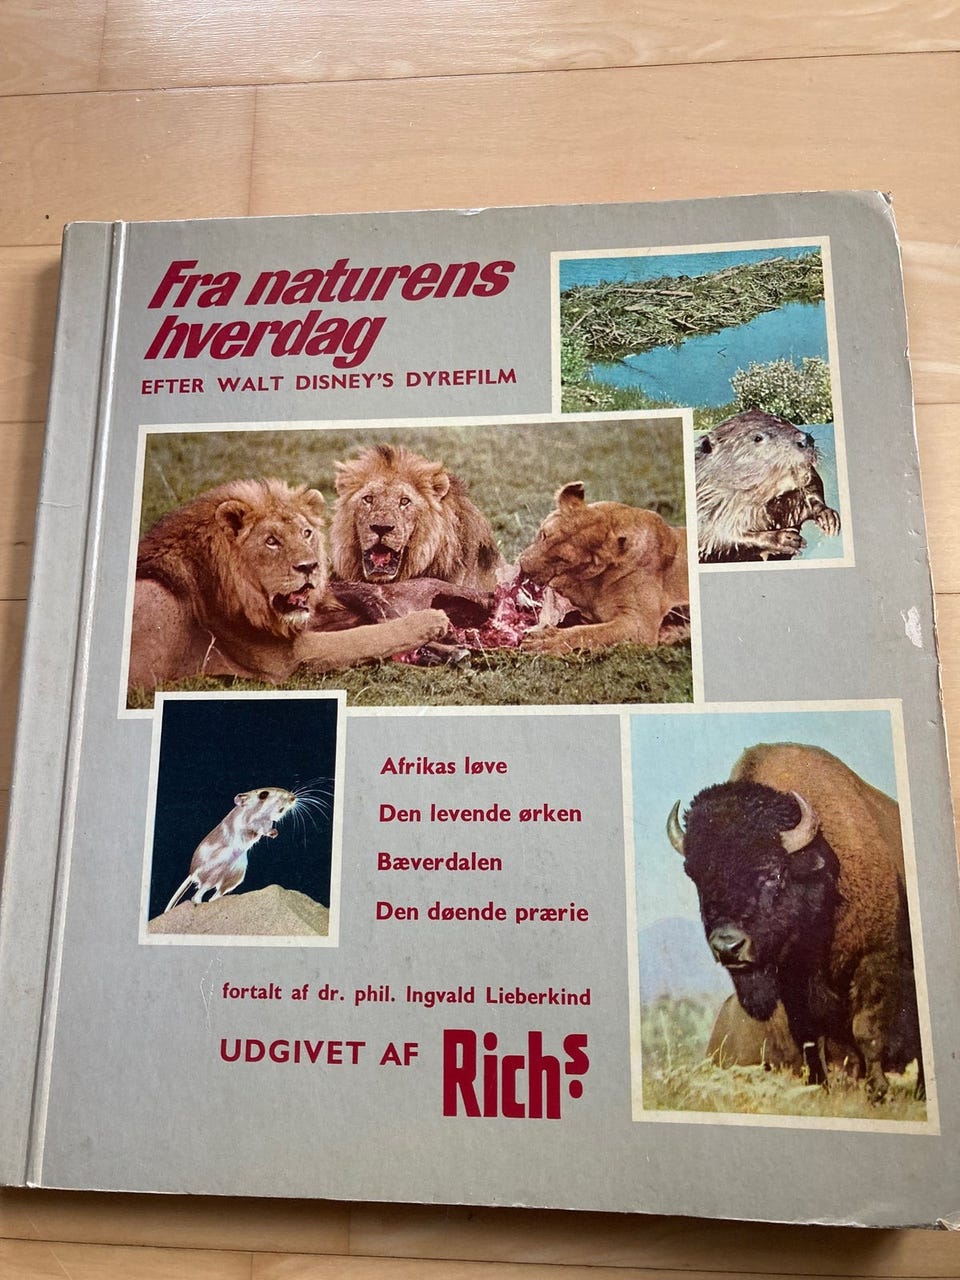 Fra naturens
hverdag
EFTER WALT DISNEY'S DYREFILM
Afrikas løve
Den levende ørken
Bæverdalen
Den døende prærie
fortalt af dr. phil. Ingvald Lieberkind
UDGIVET AF Richs